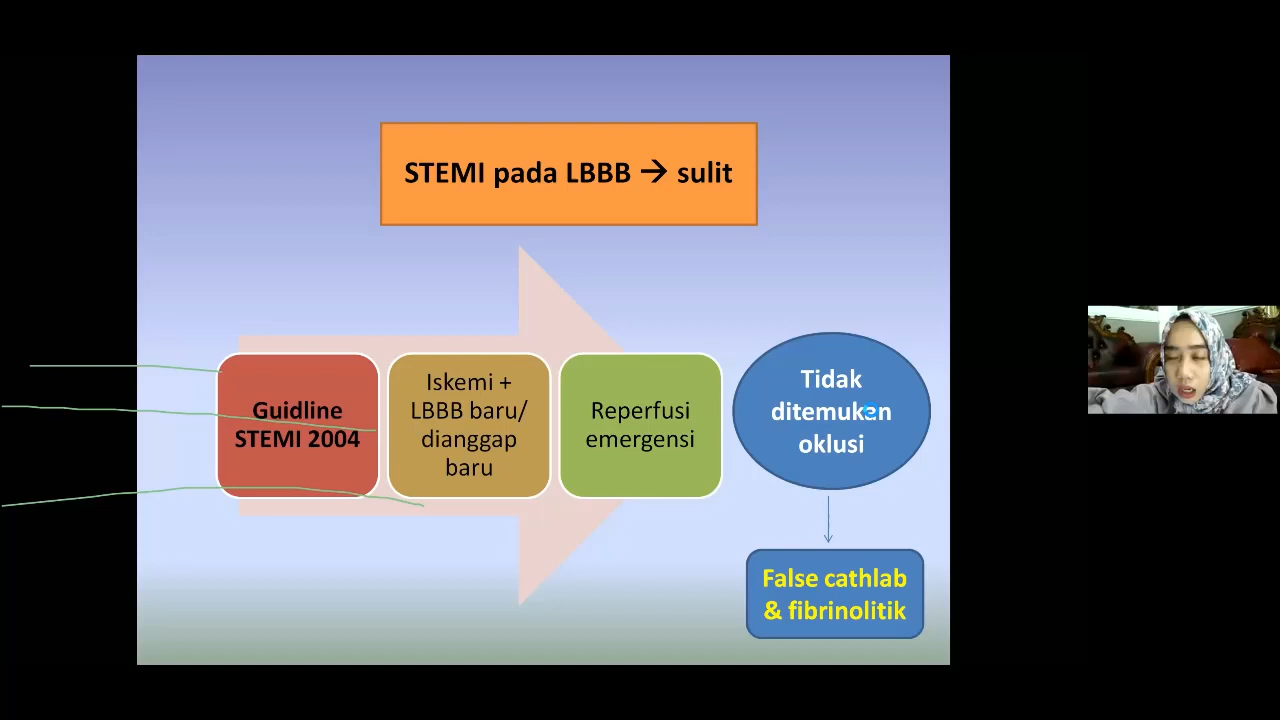 STEMI pada LBBB → sulit
Guidline
STEMI 2004
Iskemi +
LBBB baru/
dianggap
baru
Reperfusi
emergensi
Tidak
ditemukan
oklusi
False cathlab
& fibrinolitik